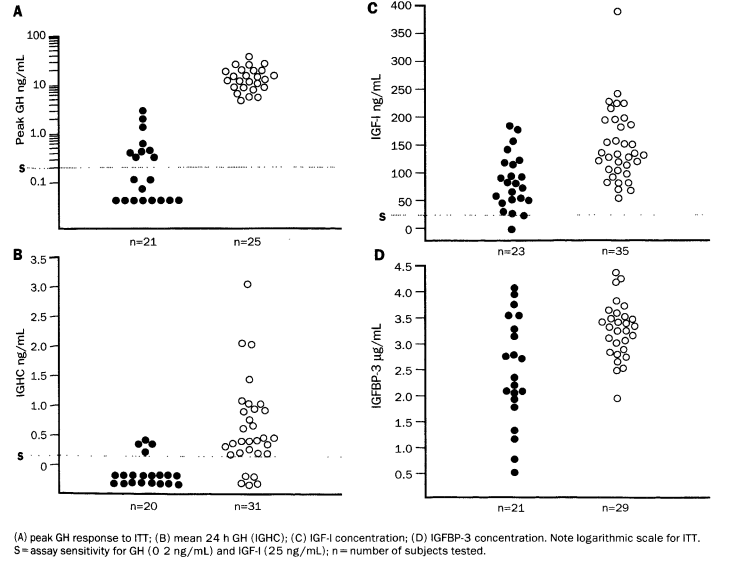 A
Peak GH ng/mL
100
10
1.0
S
0.1
n=21
n=25
B
IGHC ng/mL
3.5
3.0
2.5
2.0
1.5
1.0
0.5
S
0
n=20
n=31
C
IGF-I ng/mL
400
350
300
250
200
150
100
50
S
0
n=23
n=35
D
IGFBP-3 µg/mL
4.5
4.0
3.5
3.0
2.5
2.0
1.5
1.0
0.5
n=21
n=29
(A) peak GH response to ITT; (B) mean 24 h GH (IGHC); (C) IGF-I concentration; (D) IGFBP-3 concentration. Note logarithmic scale for ITT.
S=assay sensitivity for GH (0 2 ng/mL) and IGF-I (25 ng/mL); n=number of subjects tested.